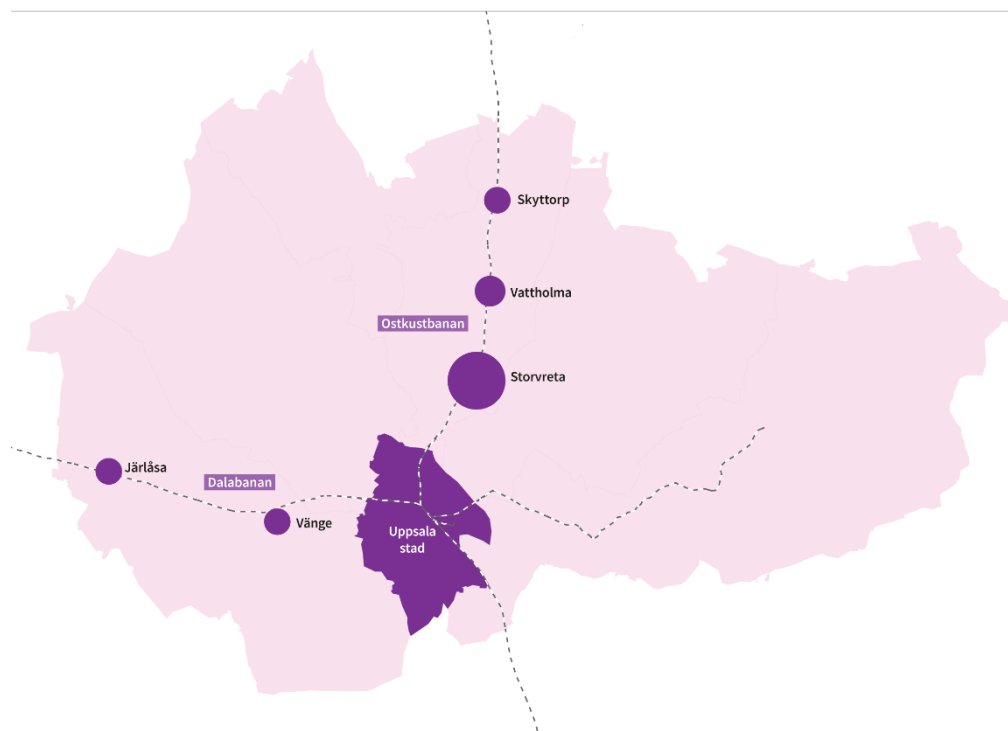 Skyttorp
Vattholma
Ostkustbanan
Storvreta
Järlåsa
Dalabanan
Vänge
Uppsala
stad